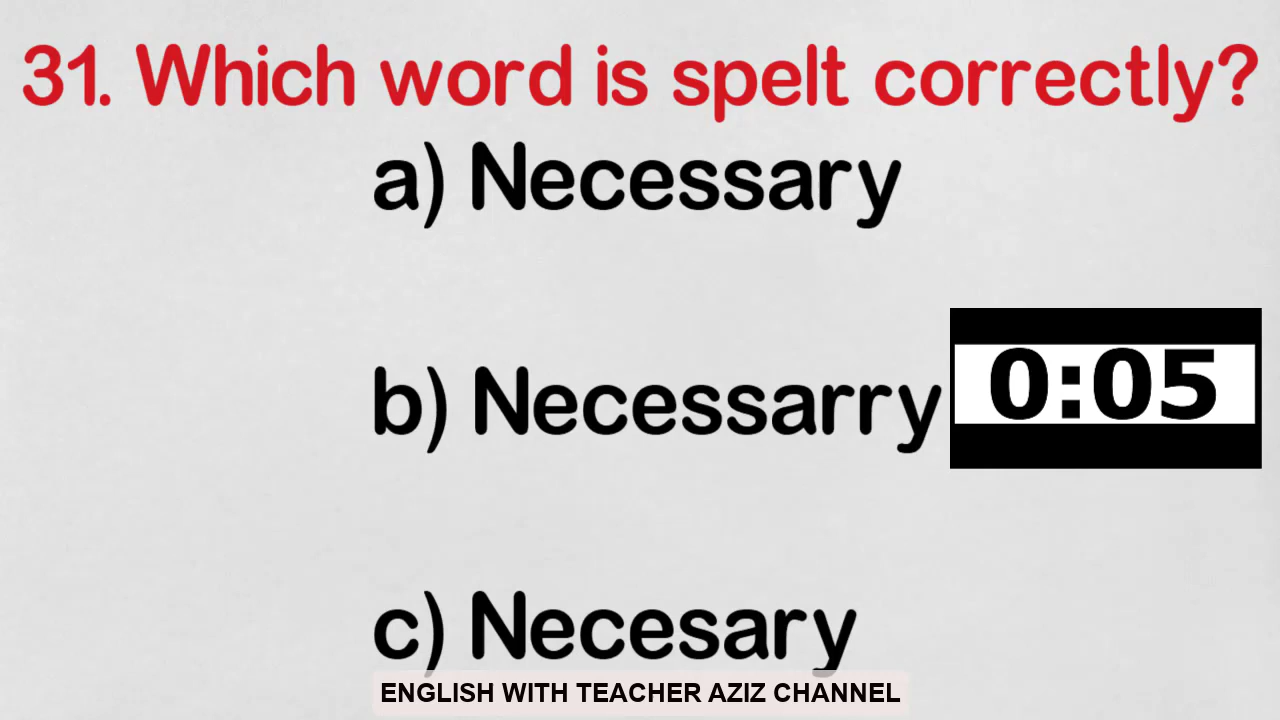 31. Which word is spelt correctly?
a) Necessary
b) Necessarry
0:05
c) Necesary
ENGLISH WITH TEACHER AZIZ CHANNEL